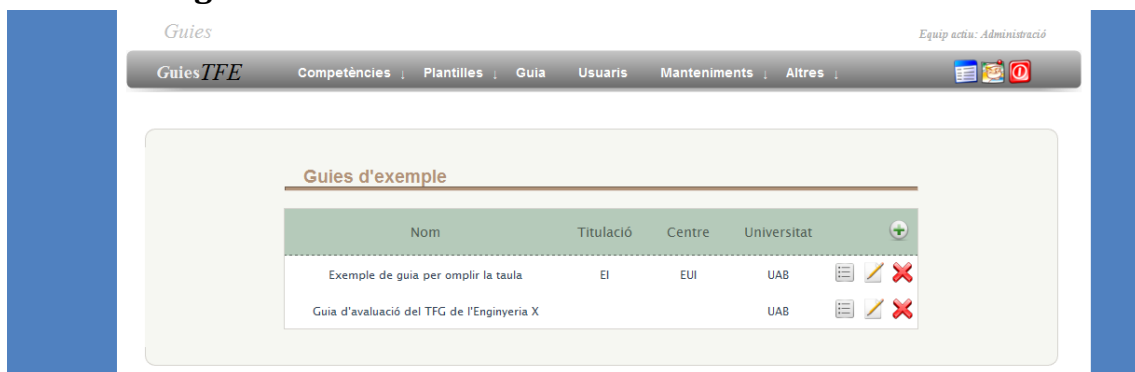 Guies
Equip actiu: Administració
GuiesTFE Competències ↓ Plantilles ↓ Guia Usuaris Manteniments ↓ Altres ↓
Guies d'exemple
Nom Titulació Centre Universitat
Exemple de guia per omplir la taula EI EUI UAB
Guia d'avaluació del TFG de l'Enginyeria X UAB